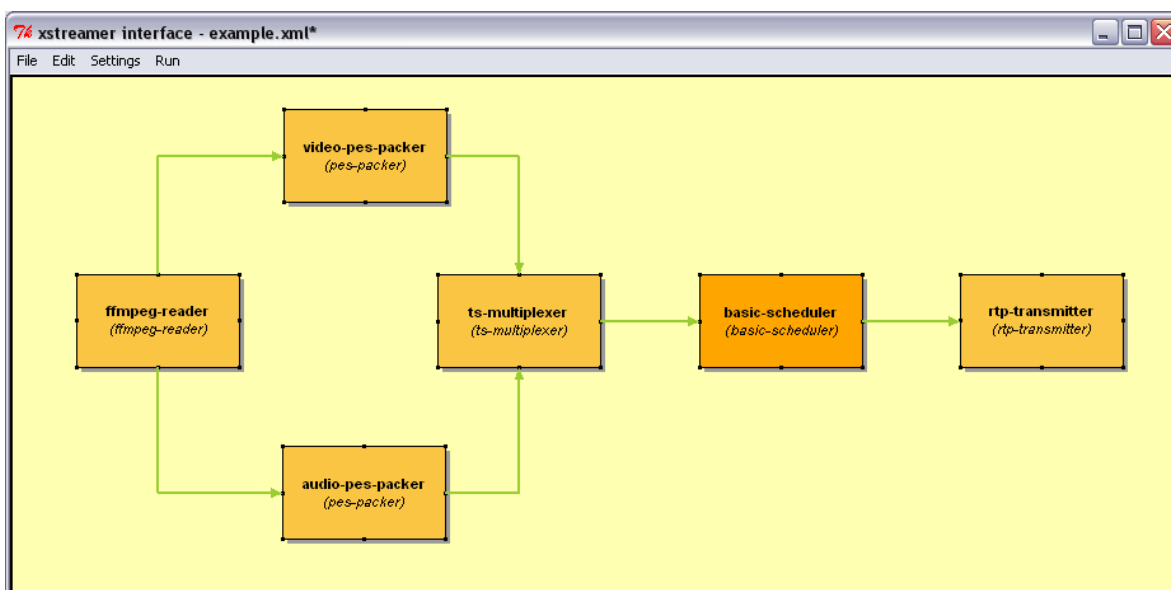 xstreamer interface - example.xml*
File Edit Settings Run
video-pes-packer
(pes-packer)
ffmpeg-reader
(ffmpeg-reader)
ts-multiplexer
(ts-multiplexer)
basic-scheduler
(basic-scheduler)
rtp-transmitter
(rtp-transmitter)
audio-pes-packer
(pes-packer)